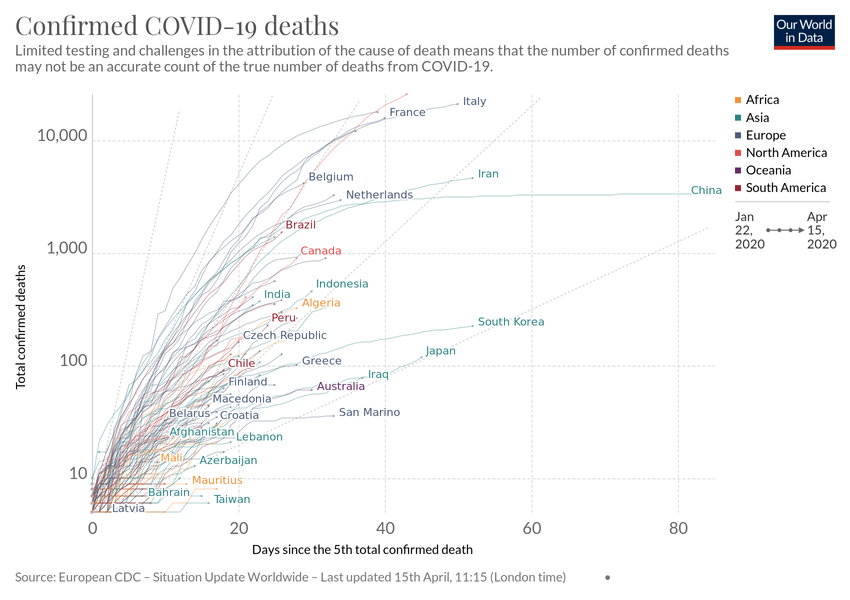 Confirmed COVID-19 deaths
Our World
in Data
Limited testing and challenges in the attribution of the cause of death means that the number of confirmed deaths
may not be an accurate count of the true number of deaths from COVID-19.
Africa
Asia
Europe
North America
Oceania
South America
Jan
22,
2020
Apr
15,
2020
Total confirmed deaths
10,000
1,000
100
10
Italy
France
Belgium
Iran
Netherlands
China
Brazil
Canada
Indonesia
India
Algeria
Peru
South Korea
Czech Republic
Japan
Chile
Greece
Iraq
Finland
Australia
Macedonia
Belarus
Croatia
San Marino
Afghanistan
Lebanon
Mali
Azerbaijan
Mauritius
Bahrain
Taiwan
Latvia
0
20
40
60
80
Days since the 5th total confirmed death
Source: European CDC – Situation Update Worldwide – Last updated 15th April, 11:15 (London time)